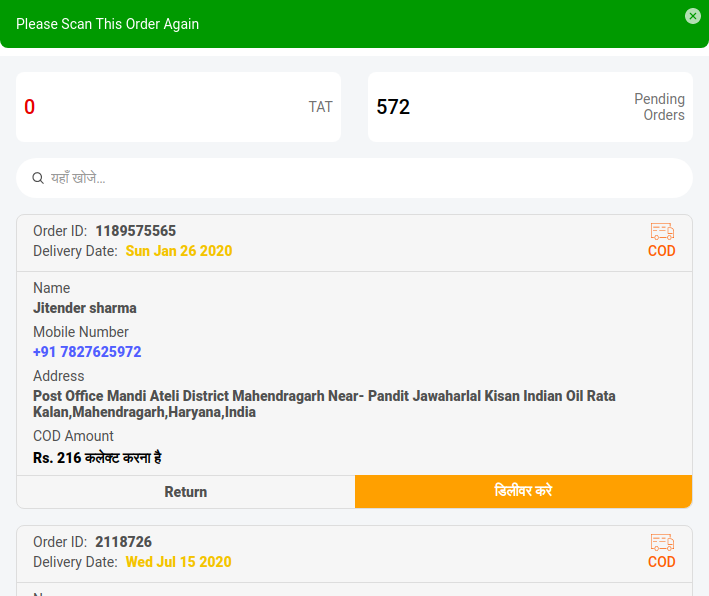 Please Scan This Order Again
0
TAT
572
Pending
Orders
यहाँ खोजे...
Order ID: 1189575565
Delivery Date: Sun Jan 26 2020
COD
Name
Jitender sharma
Mobile Number
+91 7827625972
Address
Post Office Mandi Ateli District Mahendragarh Near- Pandit Jawaharlal Kisan Indian Oil Rata
Kalan,Mahendragarh,Haryana,India
COD Amount
Rs. 216 कलेक्ट करना है
Return
डिलीवर करे
Order ID: 2118726
Delivery Date: Wed Jul 15 2020
COD